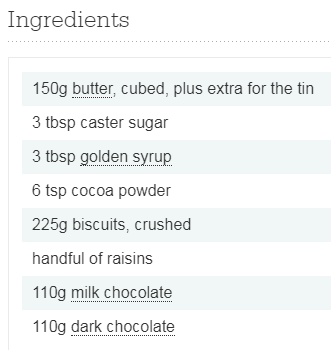 Ingredients
150g butter, cubed, plus extra for the tin
3 tbsp caster sugar
3 tbsp golden syrup
6 tsp cocoa powder
225g biscuits, crushed
handful of raisins
110g milk chocolate
110g dark chocolate